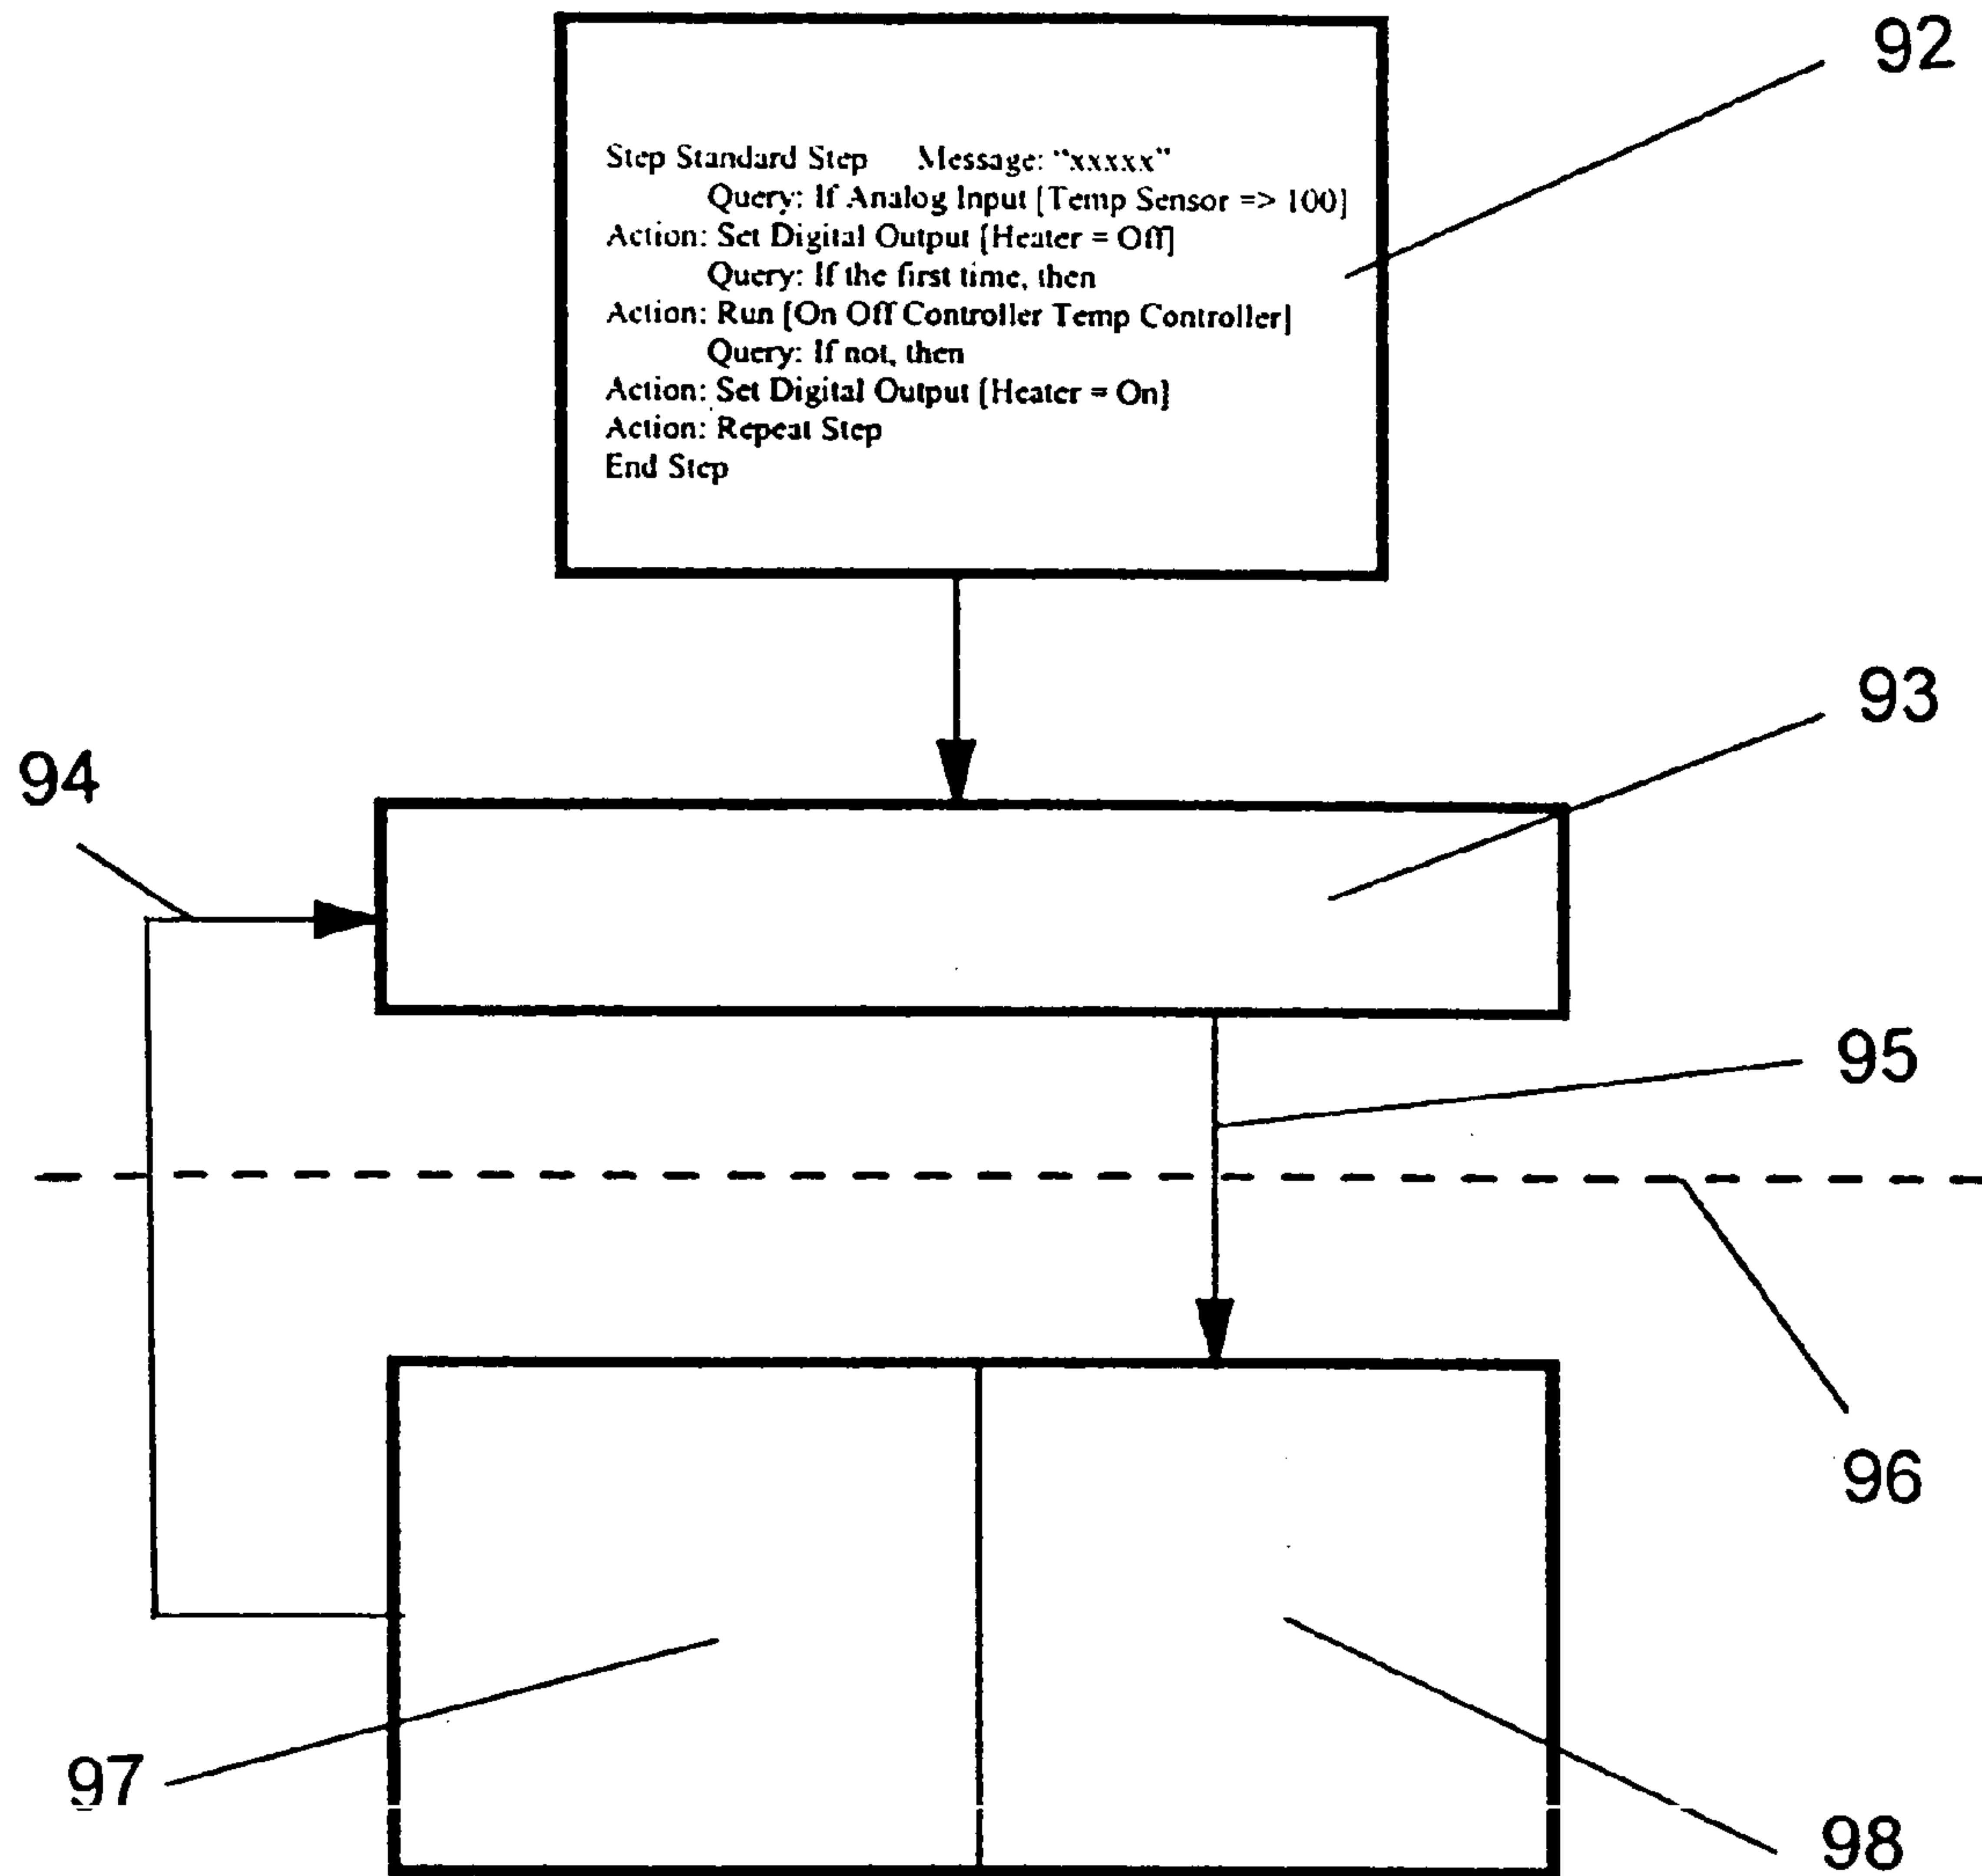 92
Step Standard Step Message: "xxxxx"
Query: If Analog Input [Temp Sensor => 100]
Action: Set Digital Output [Heater = Off]
Query: If the first time, then
Action: Run [On Off Controller Temp Controller]
Query: If not, then
Action: Set Digital Output [Heater = On]
Action: Repeat Step
End Step
93
94
95
96
97
98